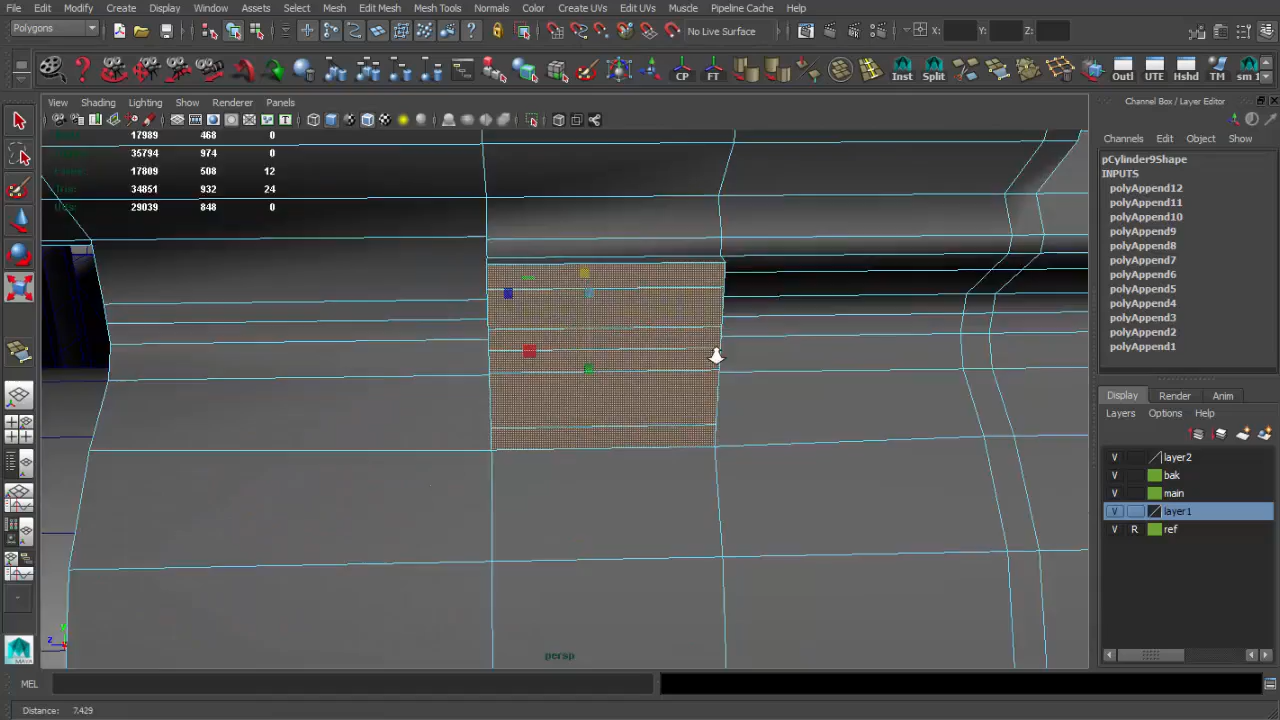 File Edit Modify Create Display Window Assets Select Mesh Edit Mesh Mesh Tools Normals Color Create UVs Edit UVs Muscle Pipeline Cache Help
Polygons No Live Surface X: Y: Z:
CP FT Inst Split Outl UTE Hshd TM sm 1
View Shading Lighting Show Renderer Panels
Channel Box / Layer Editor
Channels Edit Object Show
17989 468 0
35794 974 0
17809 508 12
Tris: 34851 932 24
29039 848 0
pCylinder9Shape
INPUTS
polyAppend12
polyAppend11
polyAppend10
polyAppend9
polyAppend8
polyAppend7
polyAppend6
polyAppend5
polyAppend4
polyAppend3
polyAppend2
polyAppend1
Display Render Anim
Layers Options Help
V layer2
V bak
V main
V layer1
V R ref
y
z
persp
MEL
Distance: 7.429